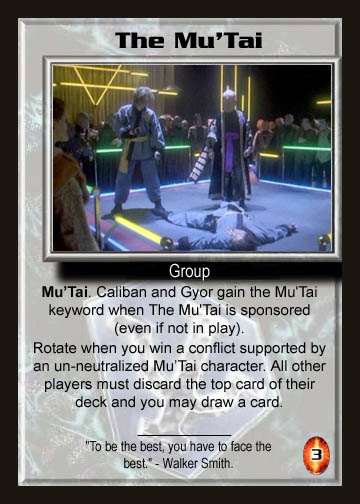 The Mu'Tai
Group
Mu'Tai. Caliban and Gyor gain the Mu'Tai
keyword when The Mu'Tai is sponsored
(even if not in play).
Rotate when you win a conflict supported by
an un-neutralized Mu'Tai character. All other
players must discard the top card of their
deck and you may draw a card.
"To be the best, you have to face the
best." - Walker Smith.
3